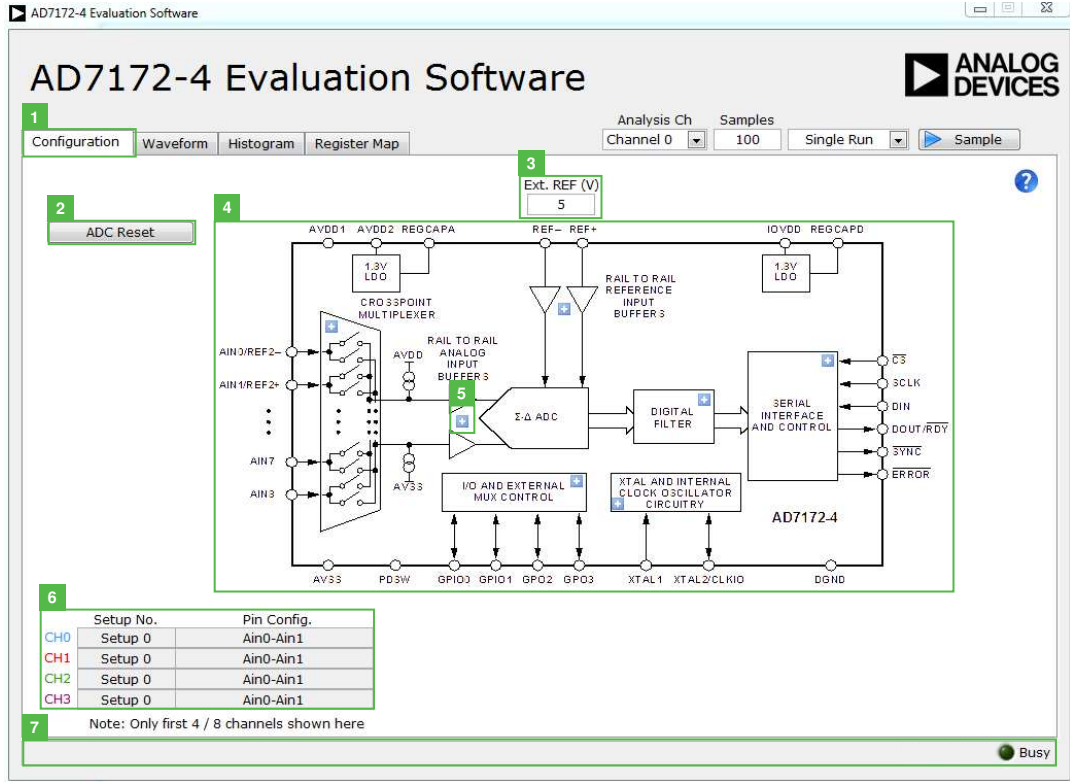 AD7172-4 Evaluation Software
AD7172-4 Evaluation Software
ANALOG
DEVICES
1
Configuration
Waveform
Histogram
Register Map
Analysis Ch
Channel 0
Samples
100
Single Run
Sample
3
Ext. REF (V)
5
?
2
ADC Reset
4
AVDD1 AVDD2 REGCAPA
REF– REF+
IOVDD REGCAPD
1.3V
LDO
CROSSPOINT
MULTIPLEXER
RAIL TO RAIL
REFERENCE
INPUT
BUFFERS
1.3V
LDO
AIN0/REF2–
AIN1/REF2+
AIN7
AIN8
AVDD
RAIL TO RAIL
ANALOG
INPUT
BUFFERS
5
AVSS
Σ-Δ ADC
DIGITAL
FILTER
SERIAL
INTERFACE
AND CONTROL
CS
SCLK
DIN
DOUT/RDY
SYNC
ERROR
I/O AND EXTERNAL
MUX CONTROL
XTAL AND INTERNAL
CLOCK OSCILLATOR
CIRCUITRY
AD7172-4
AVSS
PDSW
GPIO0 GPIO1 GPO2 GPO3
XTAL1 XTAL2/CLKIO
DGND
6
Setup No. Pin Config.
CH0 Setup 0 Ain0-Ain1
CH1 Setup 0 Ain0-Ain1
CH2 Setup 0 Ain0-Ain1
CH3 Setup 0 Ain0-Ain1
Note: Only first 4 / 8 channels shown here
7
Busy